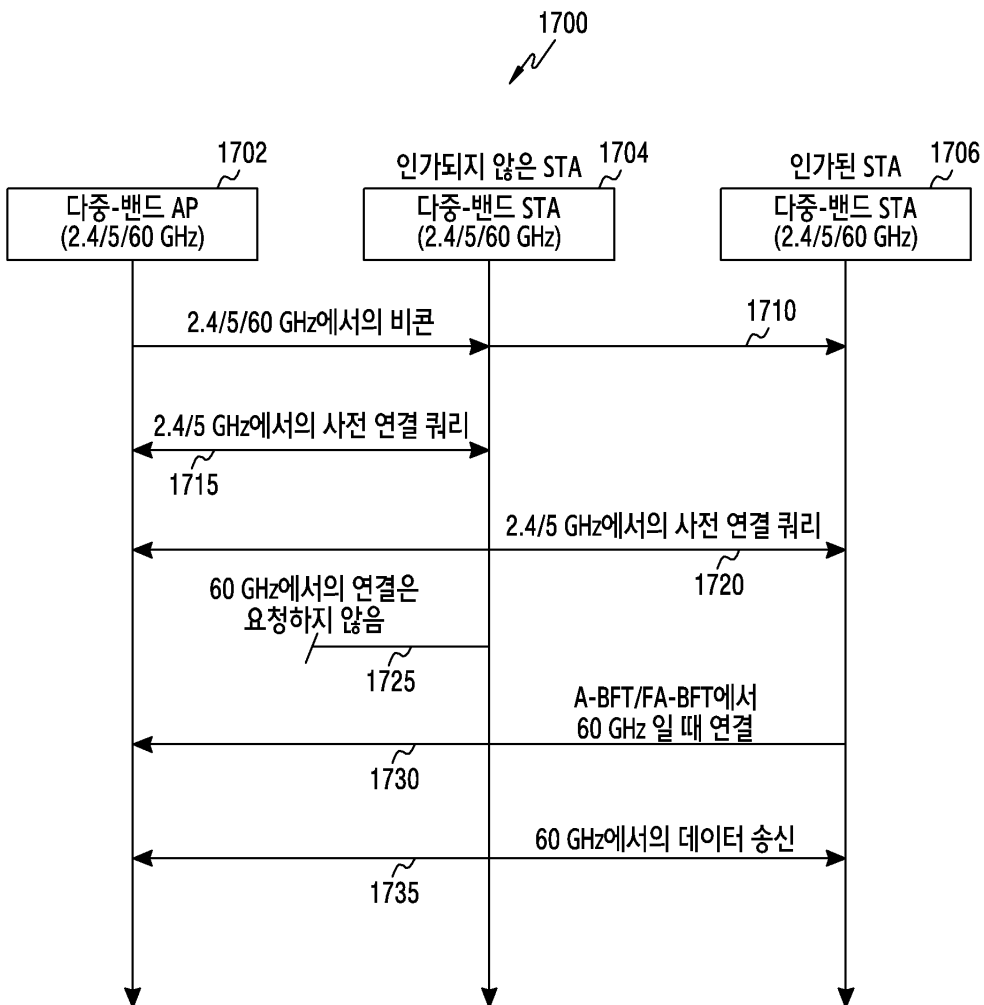 1700
1702
인가되지 않은 STA
1704
인가된 STA
1706
다중-밴드 AP
(2.4/5/60 GHz)
다중-밴드 STA
(2.4/5/60 GHz)
다중-밴드 STA
(2.4/5/60 GHz)
2.4/5/60 GHz에서의 비콘
1710
2.4/5 GHz에서의 사전 연결 쿼리
1715
2.4/5 GHz에서의 사전 연결 쿼리
1720
60 GHz에서의 연결은
요청하지 않음
1725
A-BFT/FA-BFT에서
60 GHz 일 때 연결
1730
60 GHz에서의 데이터 송신
1735